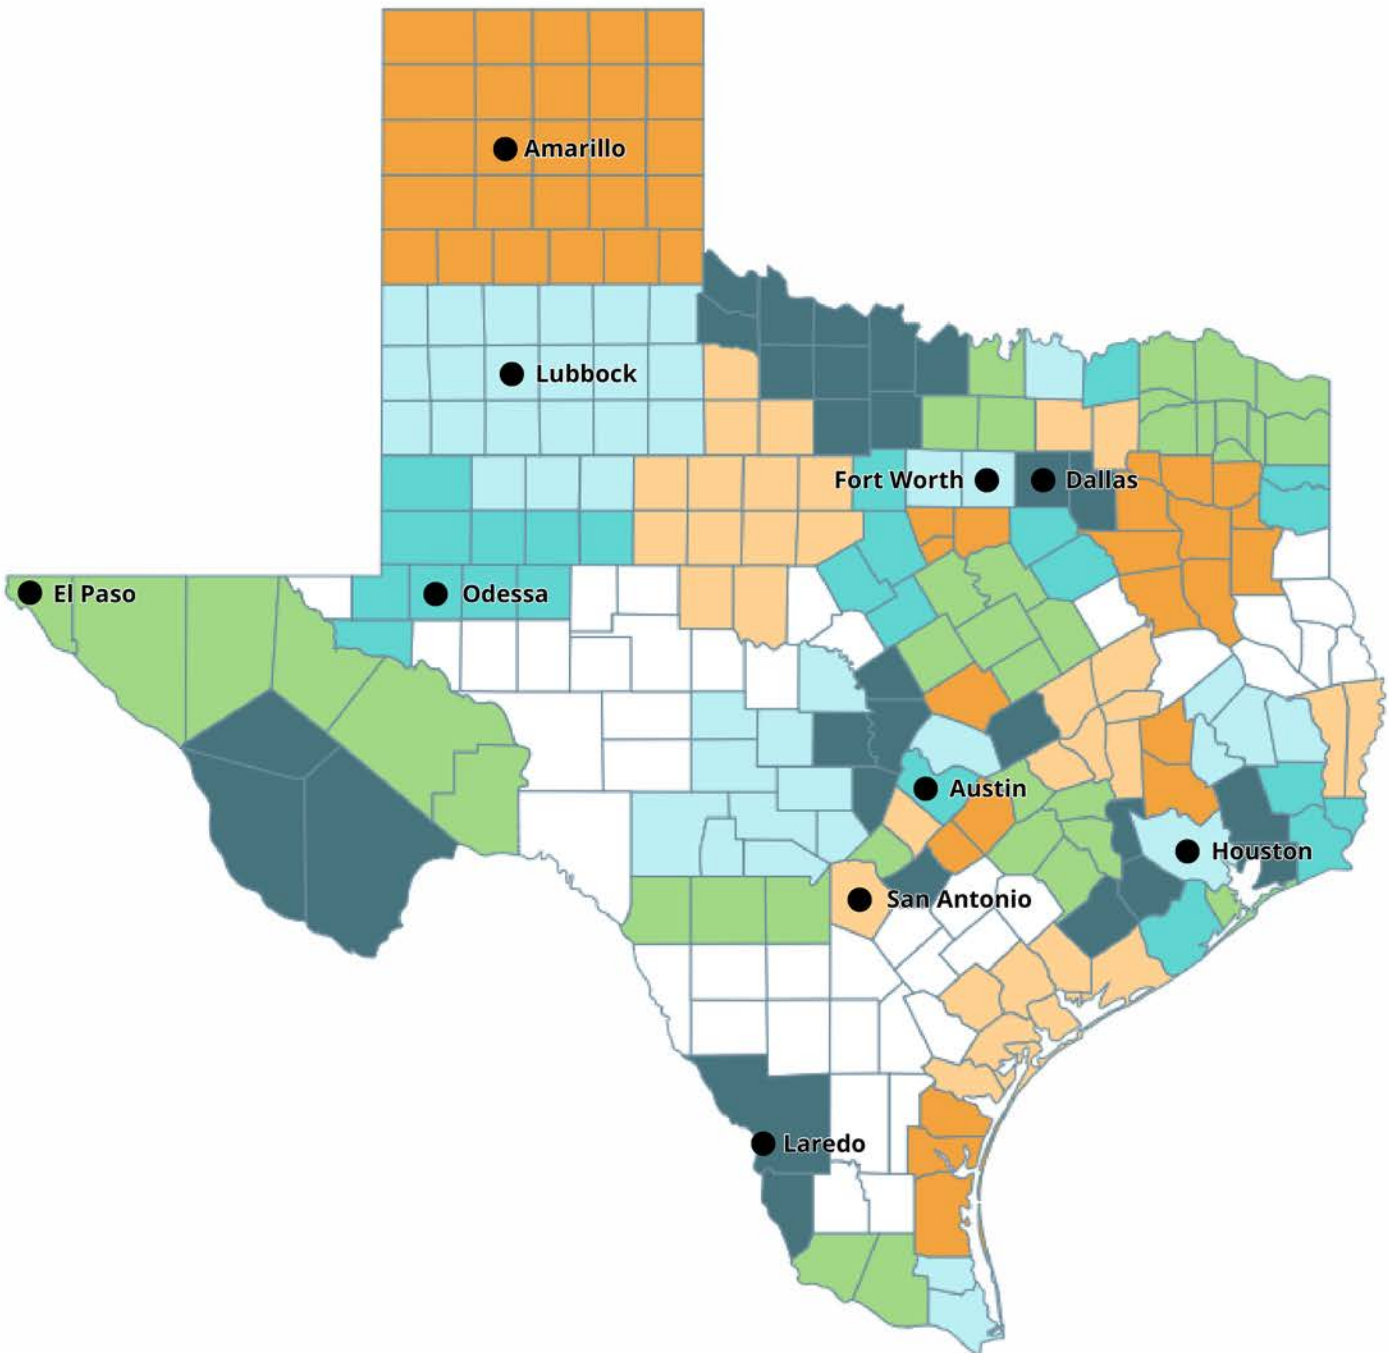 Amarillo
Lubbock
Fort Worth
Dallas
El Paso
Odessa
Austin
Houston
San Antonio
Laredo